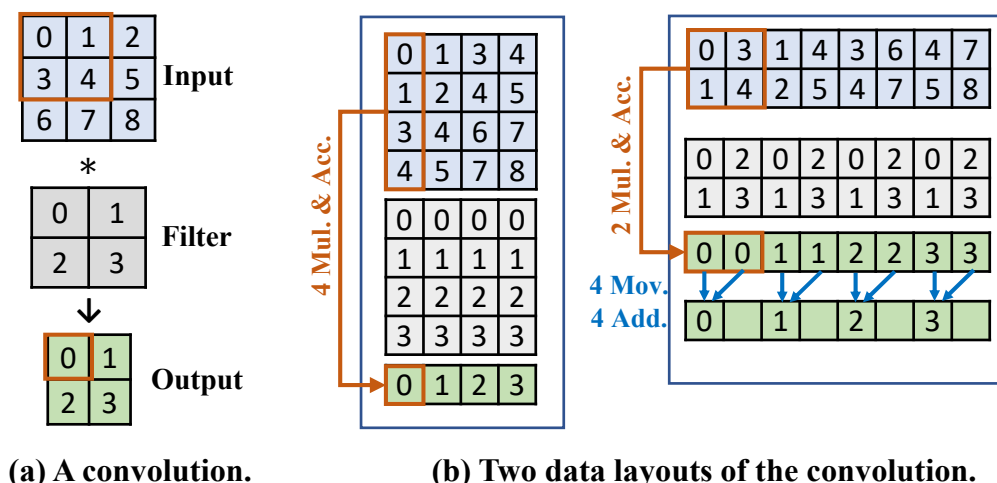 0 1 2
3 4 5
6 7 8
Input
*
0 1
2 3
Filter
0 1
2 3
Output
(a) A convolution.
4 Mul. & Acc.
0 1 3 4
1 2 4 5
3 4 6 7
4 5 7 8
0 0 0 0
1 1 1 1
2 2 2 2
3 3 3 3
0 1 2 3
2 Mul. & Acc.
0 3 1 4 3 6 4 7
1 4 2 5 4 7 5 8
0 2 0 2 0 2 0 2
1 3 1 3 1 3 1 3
0 0 1 1 2 2 3 3
4 Mov.
4 Add.
0 1 2 3
(b) Two data layouts of the convolution.